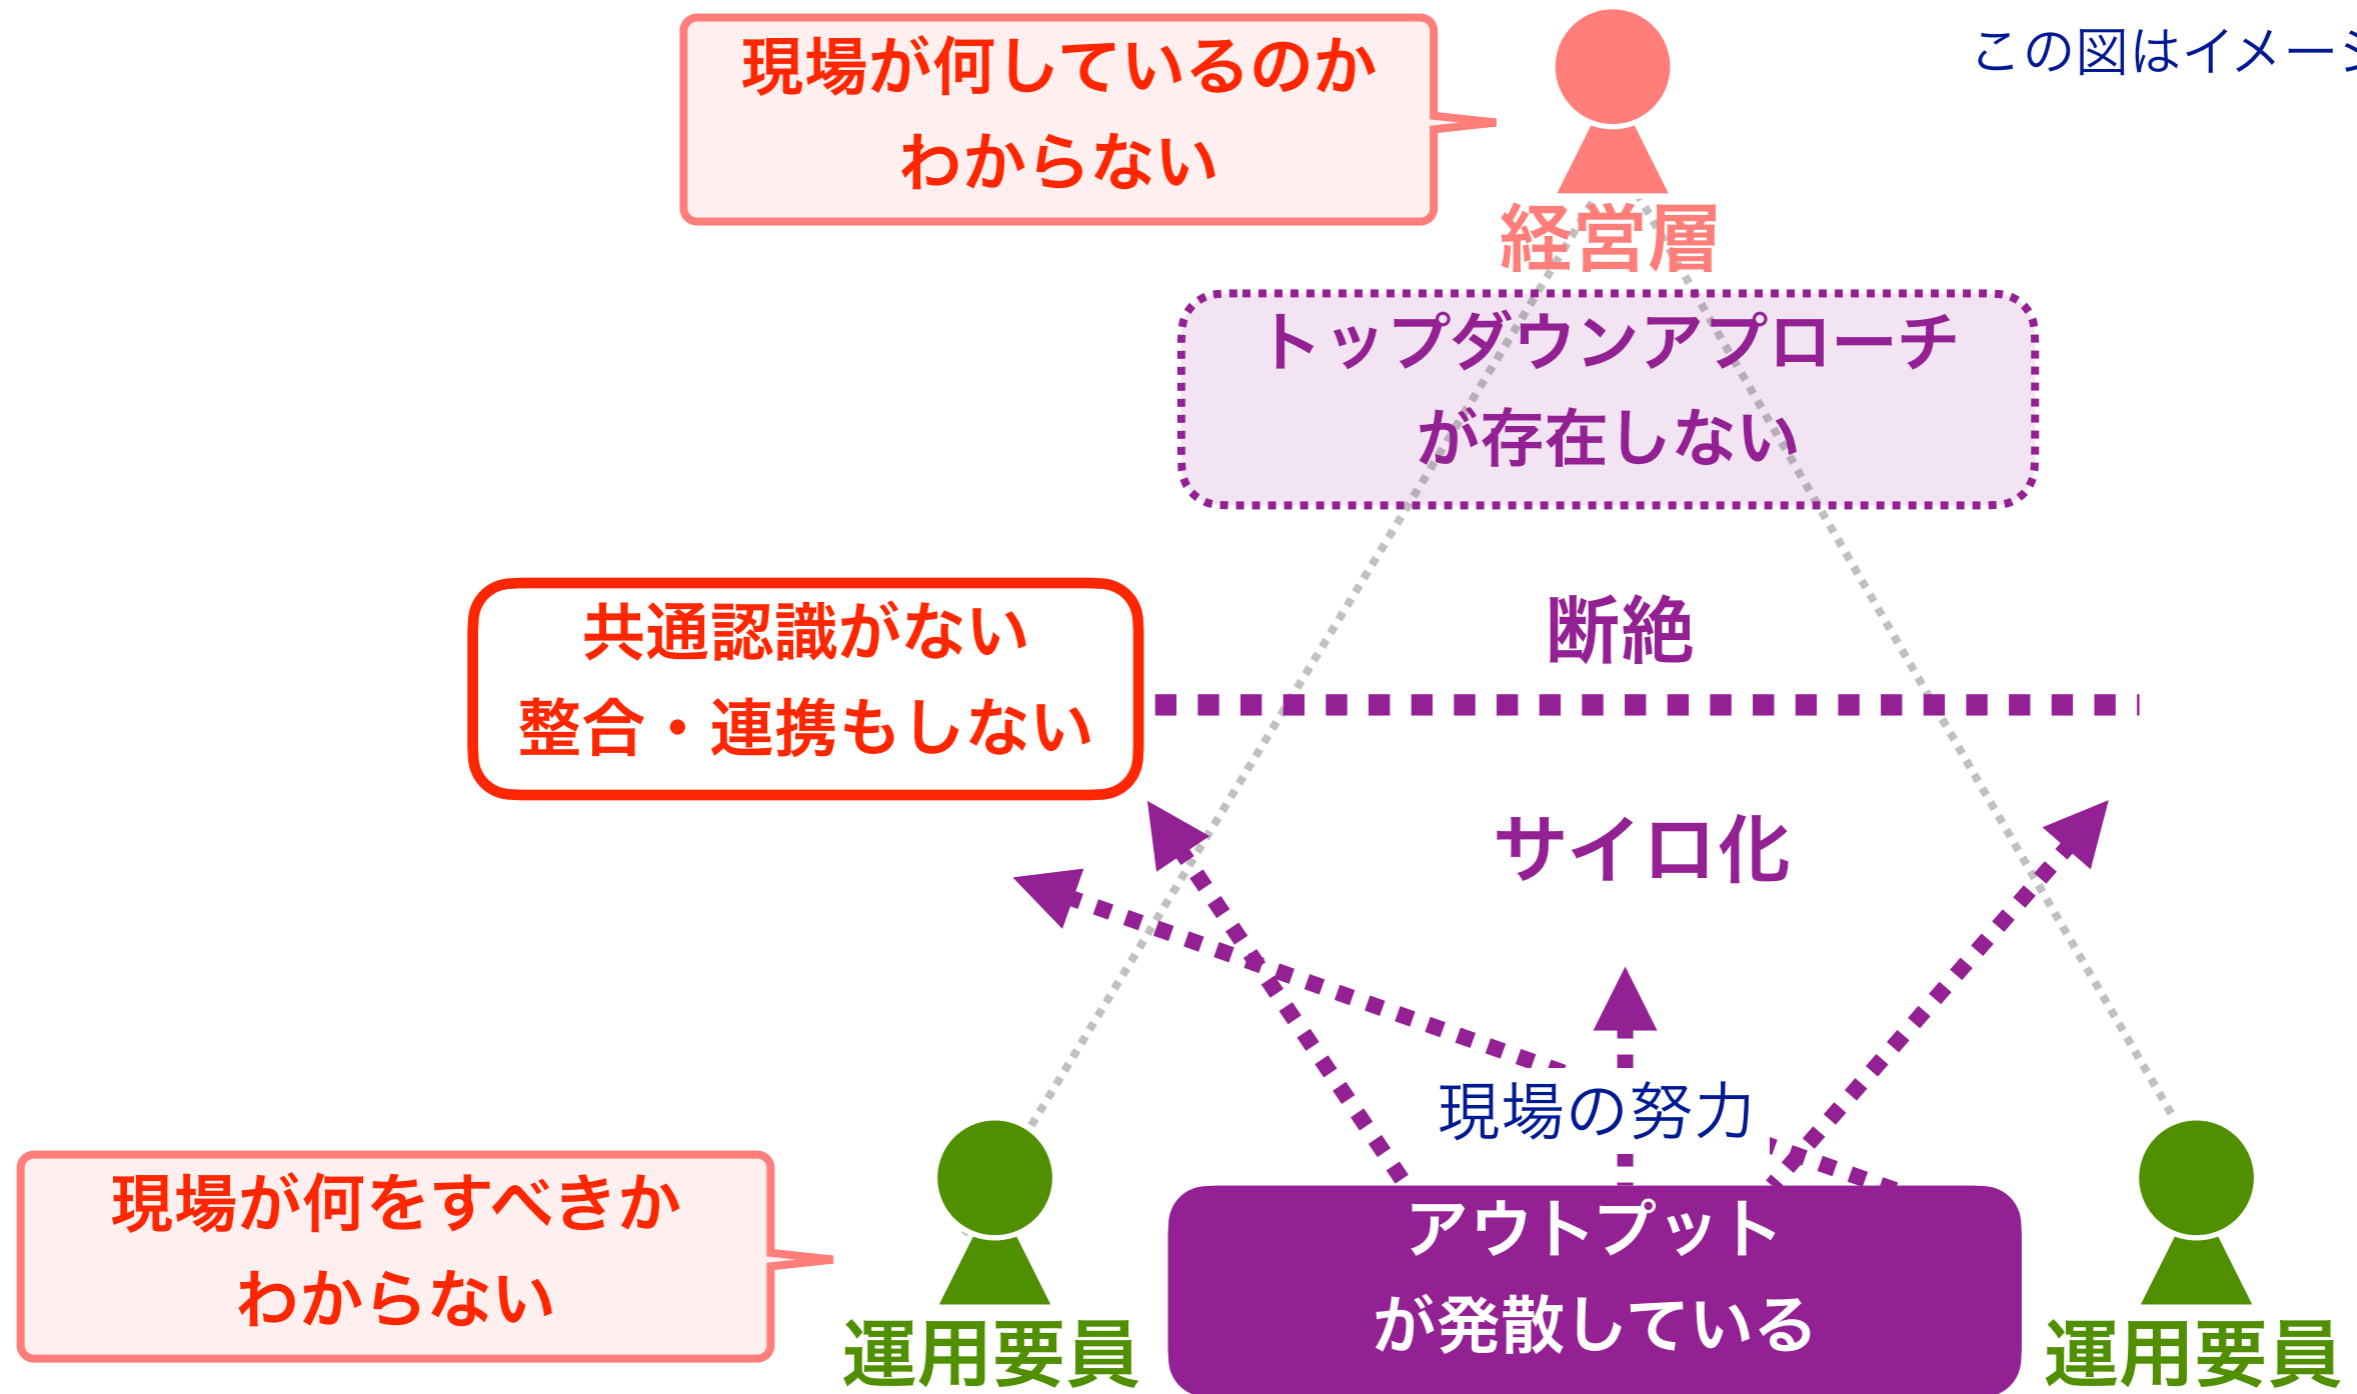 現場が何しているのか
わからない
この図はイメージ
経営層
トップダウンアプローチ
が存在しない
共通認識がない
整合・連携もしない
断絶
サイロ化
現場の努力
現場が何をすべきか
わからない
運用要員
アウトプット
が発散している
運用要員